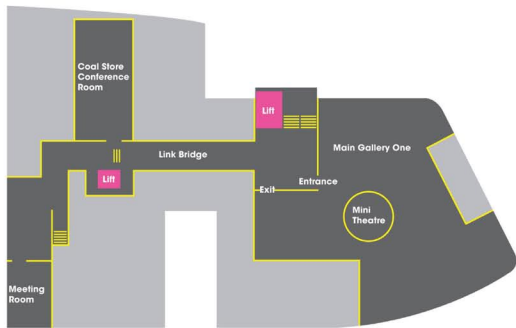 Coal Store
Conference
Room
Lift
Link Bridge
Main Gallery One
Lift
Exit
Entrance
Mini
Theatre
Meeting
Room